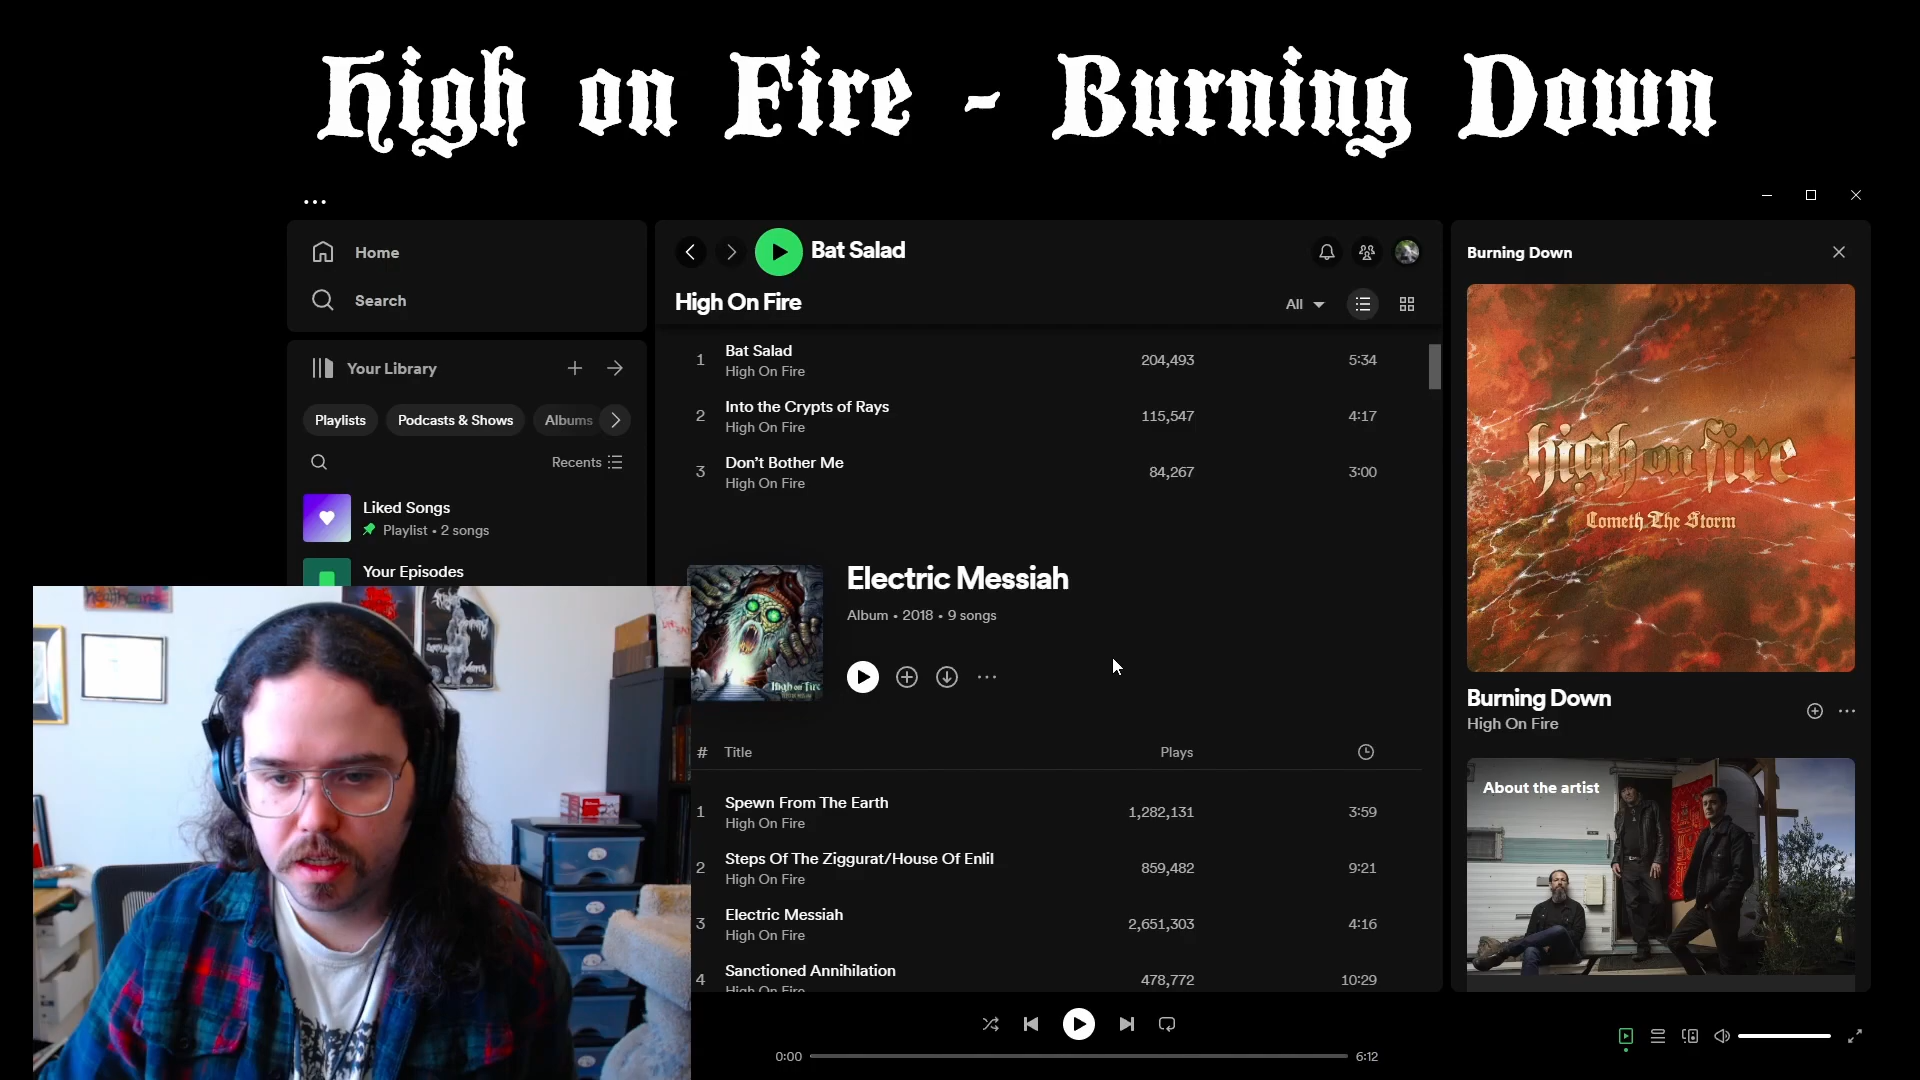 High on Fire - Burning Down
Home
Search
Your Library
Playlists
Podcasts & Shows
Albums
Recents
Liked Songs
Playlist • 2 songs
Your Episodes
Bat Salad
High On Fire
All
1
Bat Salad
High On Fire
204,493
5:34
2
Into the Crypts of Rays
High On Fire
115,547
4:17
3
Don't Bother Me
High On Fire
84,267
3:00
high on fire
Electric Messiah
Album • 2018 • 9 songs
# Title
Plays
1
Spewn From The Earth
High On Fire
1,282,131
3:59
2
Steps Of The Ziggurat/House Of Enlil
High On Fire
859,482
9:21
3
Electric Messiah
High On Fire
2,651,303
4:16
4
Sanctioned Annihilation
High On Fire
478,772
10:29
Burning Down
high on fire
Cometh The Storm
Burning Down
High On Fire
About the artist
0:00
6:12